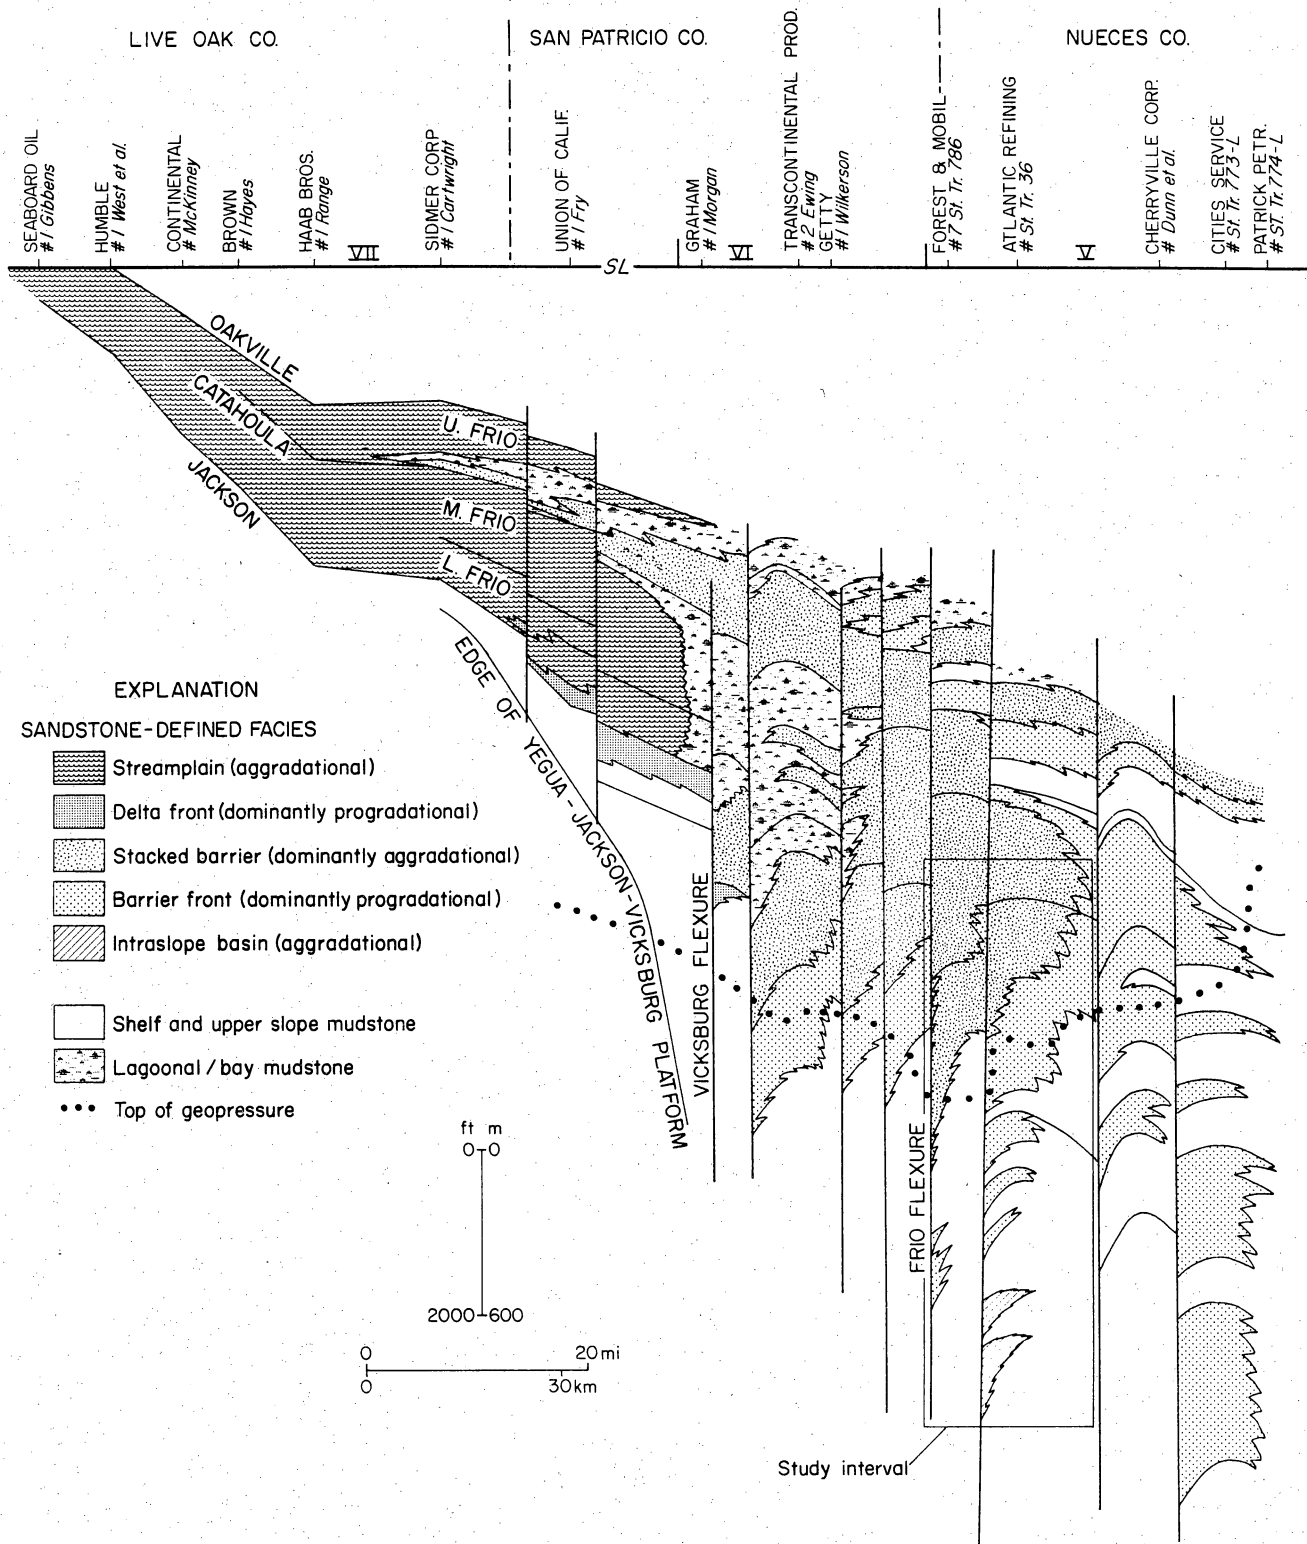 LIVE OAK CO.
SAN PATRICIO CO.
NUECES CO.
SEABOARD OIL
#1 Gibbens
HUMBLE
#1 West et al.
CONTINENTAL
# McKinney
BROWN
#1 Hayes
HAAB BROS.
#1 Range
VII
SIDMER CORP
#1 Cartwright
UNION OF CALIF.
#1 Fry
SL
GRAHAM
#1 Morgan
VI
TRANSCONTINENTAL PROD.
#2 Ewing
GETTY
#1 Wilkerson
FOREST & MOBIL
#7 St. Tr. 786
ATLANTIC REFINING
# St. Tr. 36
V
CHERRYVILLE CORP.
# Dunn et al.
CITIES SERVICE
# St. Tr. 773-L
PATRICK PETR.
# ST. Tr. 774-L
OAKVILLE
CATAHOULA
JACKSON
U. FRIO
M. FRIO
L. FRIO
EDGE OF YEGUA-JACKSON-VICKSBURG PLATFORM
VICKSBURG FLEXURE
FRIO FLEXURE
EXPLANATION
SANDSTONE-DEFINED FACIES
Streamplain (aggradational)
Delta front (dominantly progradational)
Stacked barrier (dominantly aggradational)
Barrier front (dominantly progradational)
Intraslope basin (aggradational)
Shelf and upper slope mudstone
Lagoonal / bay mudstone
Top of geopressure
ft m
0 0
2000 600
0 20 mi
0 30 km
Study interval